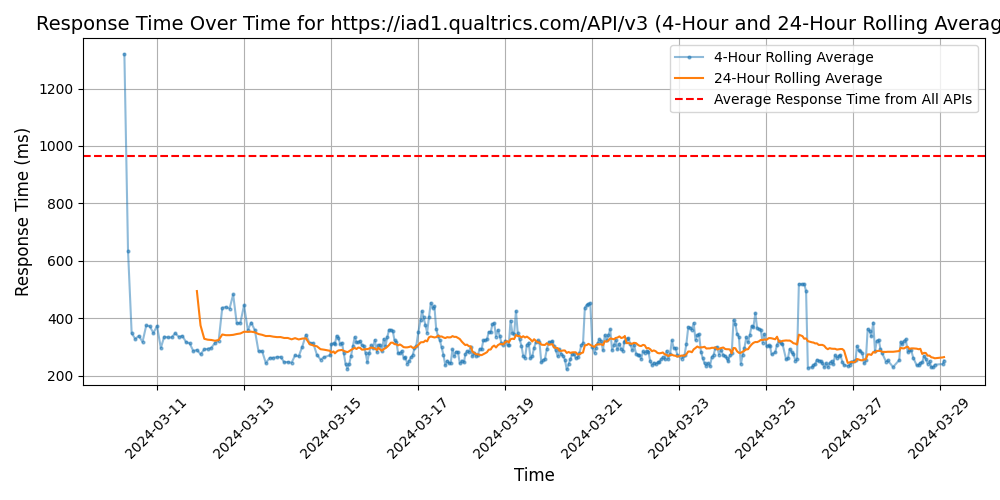 Response Time Over Time for https://iad1.qualtrics.com/API/v3 (4-Hour and 24-Hour Rolling Averag
4-Hour Rolling Average
24-Hour Rolling Average
Average Response Time from All APIs
Response Time (ms)
1200
1000
800
600
400
200
2024-03-11
2024-03-13
2024-03-15
2024-03-17
2024-03-19
2024-03-21
2024-03-23
2024-03-25
2024-03-27
2024-03-29
Time